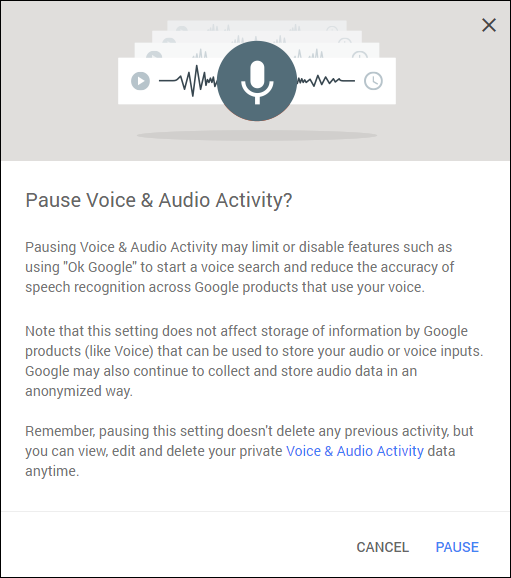 Pause Voice & Audio Activity?
Pausing Voice & Audio Activity may limit or disable features such as
using "Ok Google" to start a voice search and reduce the accuracy of
speech recognition across Google products that use your voice.
Note that this setting does not affect storage of information by Google
products (like Voice) that can be used to store your audio or voice inputs.
Google may also continue to collect and store audio data in an
anonymized way.
Remember, pausing this setting doesn't delete any previous activity, but
you can view, edit and delete your private Voice & Audio Activity data
anytime.
CANCEL PAUSE